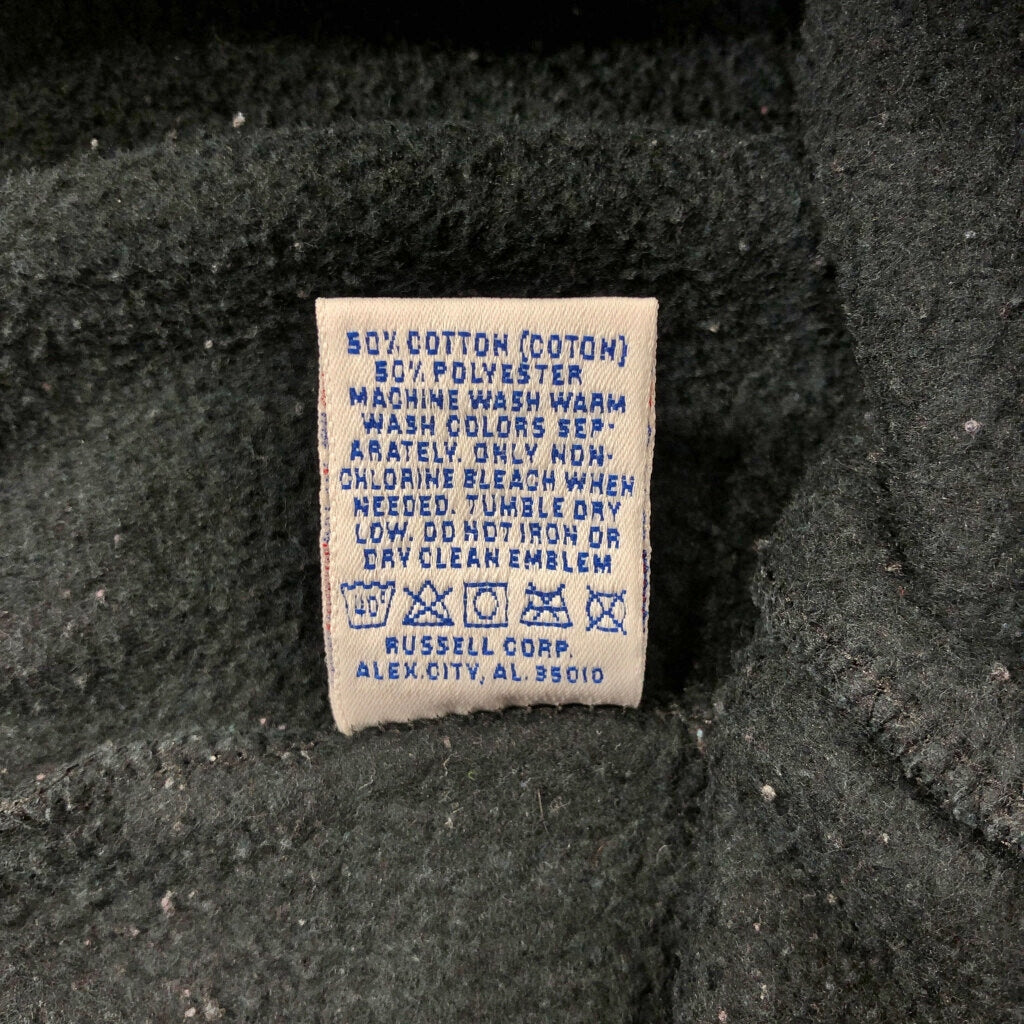 50% COTTON (COTON)
50% POLYESTER
MACHINE WASH WARM
WASH COLORS SEP-
ARATELY. ONLY NON-
CHLORINE BLEACH WHEN
NEEDED. TUMBLE DRY
LOW. DO NOT IRON OR
DRY CLEAN EMBLEM
40°
RUSSELL CORP.
ALEX.CITY, AL. 35010